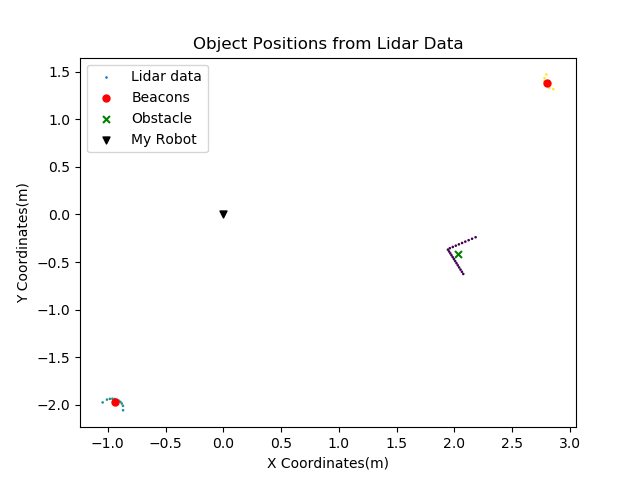 Object Positions from Lidar Data
Lidar data
Beacons
Obstacle
My Robot
Y Coordinates(m)
1.5
1.0
0.5
0.0
−0.5
−1.0
−1.5
−2.0
−1.0 −0.5 0.0 0.5 1.0 1.5 2.0 2.5 3.0
X Coordinates(m)